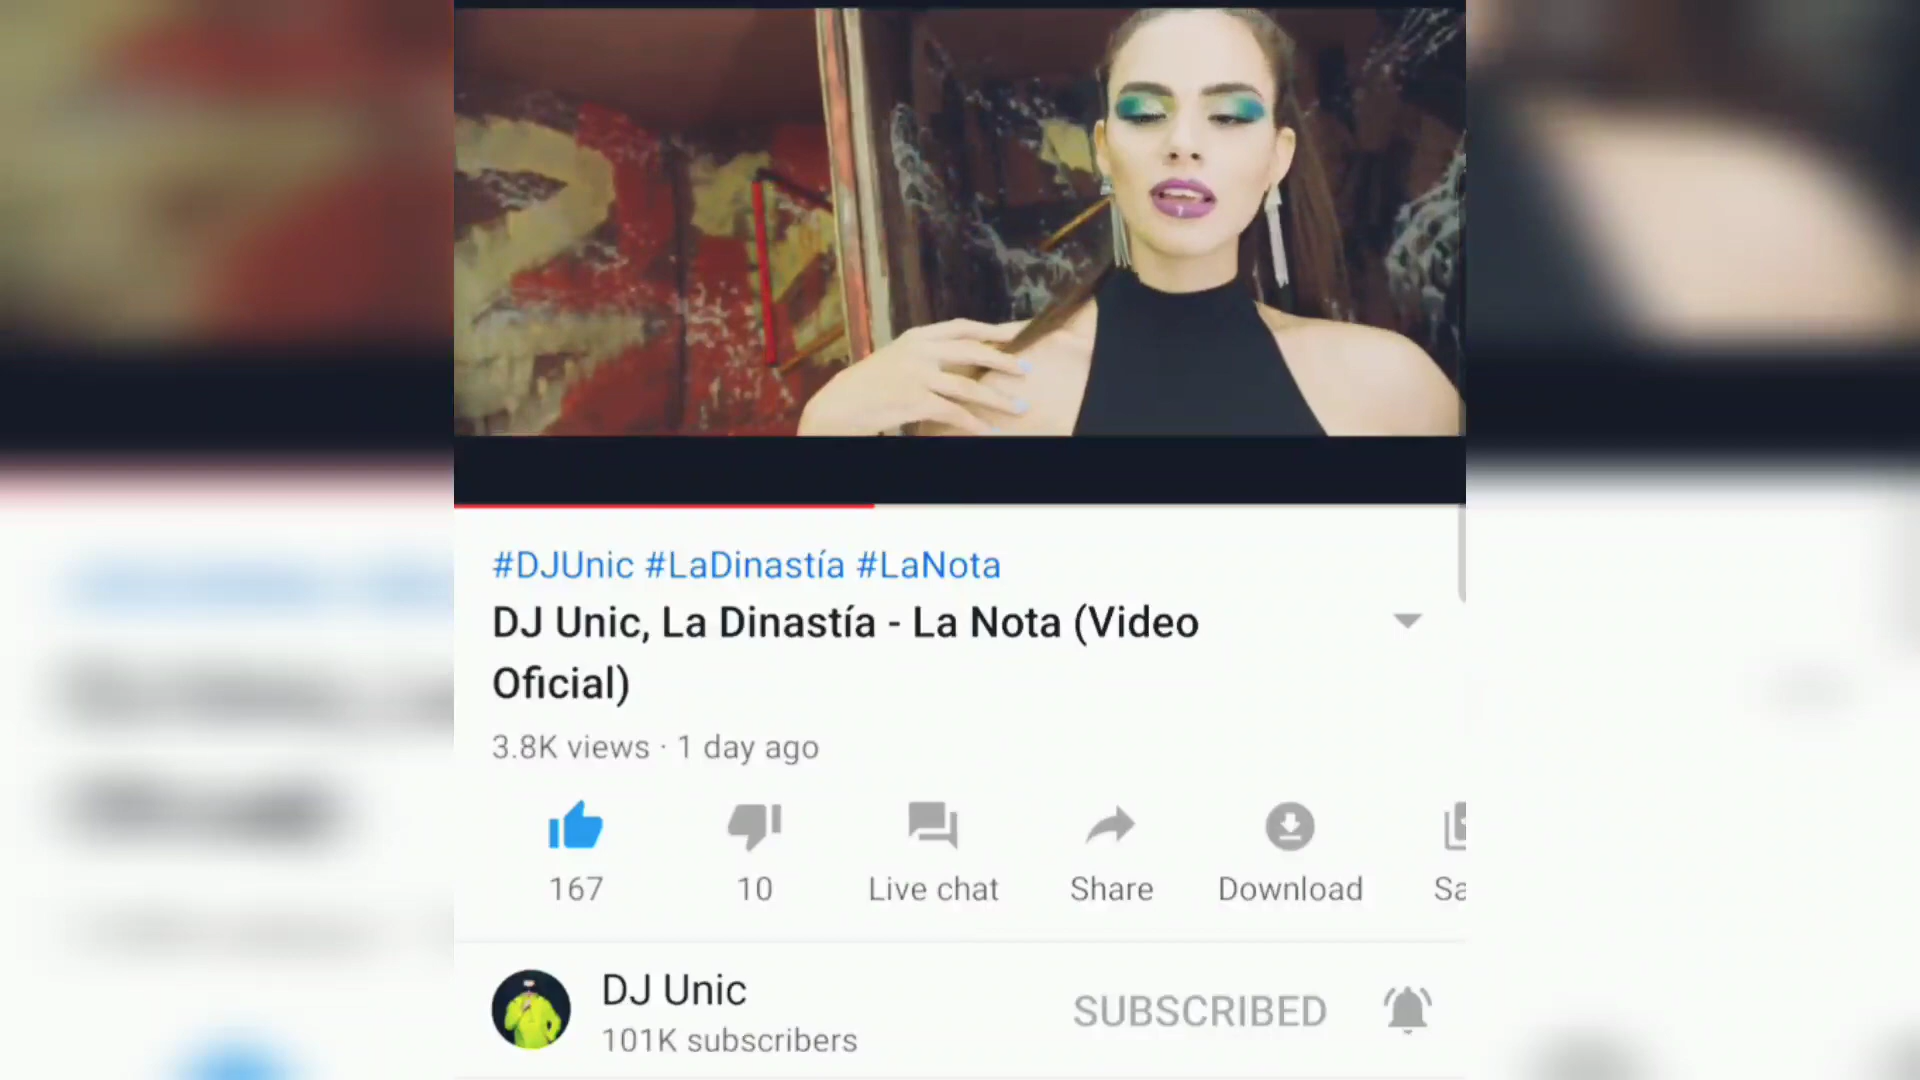 #DJUnic #LaDinastía #LaNota
DJ Unic, La Dinastía - La Nota (Video
Oficial)
3.8K views · 1 day ago
167 10 Live chat Share Download Sa
DJ Unic SUBSCRIBED
101K subscribers